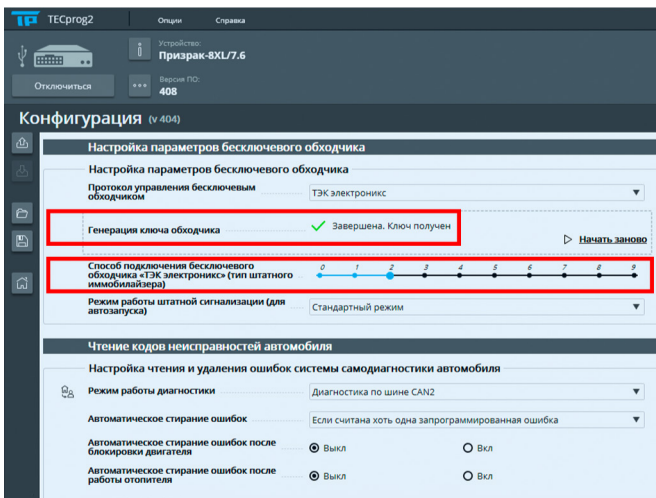 TECprog2 Опции Справка
Устройство:
Призрак-8XL/7.6
Отключиться
Версия ПО:
408
Конфигурация (v 404)
Настройка параметров бесключевого обходчика
Настройка параметров бесключевого обходчика
Протокол управления бесключевым
обходчиком
ТЭК электроникс
Генерация ключа обходчика
Завершена. Ключ получен
Начать заново
Способ подключения бесключевого
обходчика «ТЭК электроникс» (тип штатного
иммобилайзера)
0 1 2 3 4 5 6 7 8 9
Режим работы штатной сигнализации (для
автозапуска)
Стандартный режим
Чтение кодов неисправностей автомобиля
Настройка чтения и удаления ошибок системы самодиагностики автомобиля
Режим работы диагностики
Диагностика по шине CAN2
Автоматическое стирание ошибок
Если считана хоть одна запрограммированная ошибка
Автоматическое стирание ошибок после
блокировки двигателя
Выкл Вкл
Автоматическое стирание ошибок после
работы отопителя
Выкл Вкл